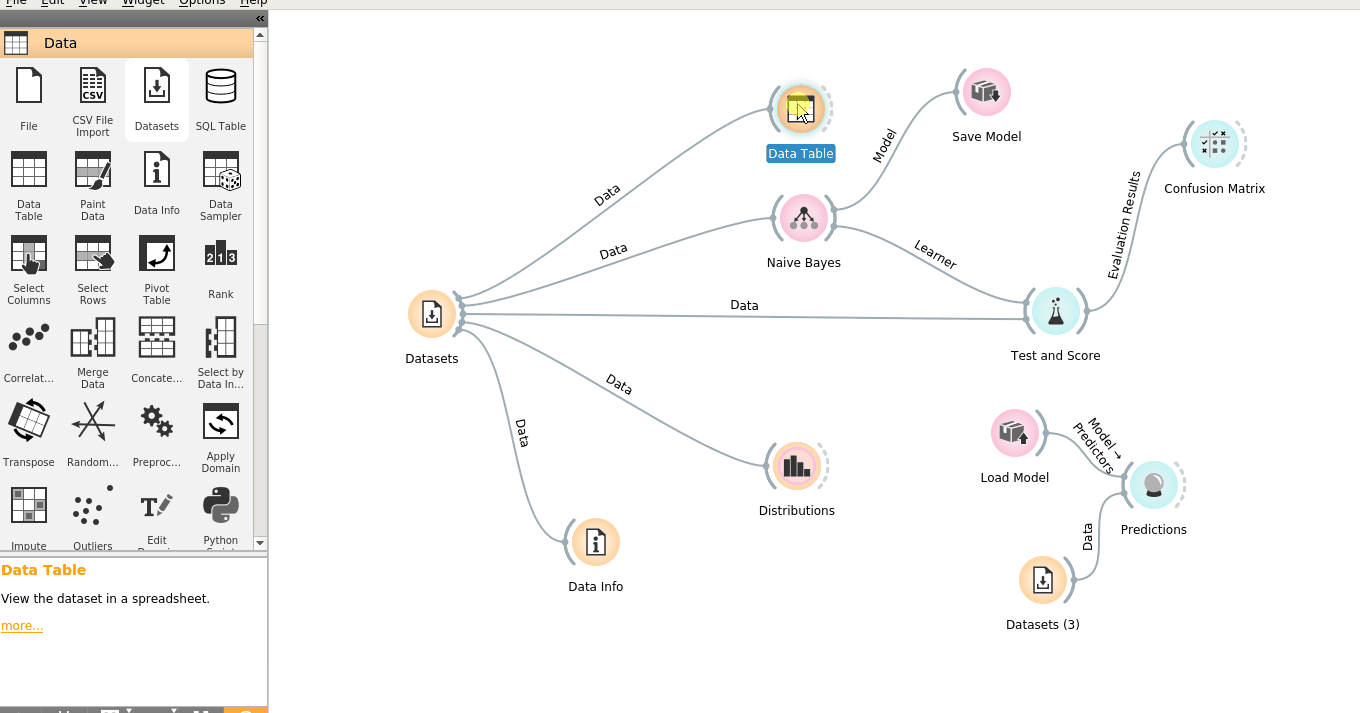 File Edit View Widget Options Help
«
Data
File
CSV File
Import
Datasets
SQL Table
Data
Table
Paint
Data
Data Info
Data
Sampler
Select
Columns
Select
Rows
Pivot
Table
Rank
Correlat...
Merge
Data
Concate...
Select by
Data In...
Transpose
Random...
Preproc...
Apply
Domain
Impute
Outliers
Edit
Python
Data Table
View the dataset in a spreadsheet.
more...
Data Table
Save Model
Confusion Matrix
Model
Data
Naive Bayes
Data
Learner
Evaluation Results
Data
Datasets
Test and Score
Data
Data
Distributions
Data Info
Load Model
Model →
Predictors
Predictions
Data
Datasets (3)